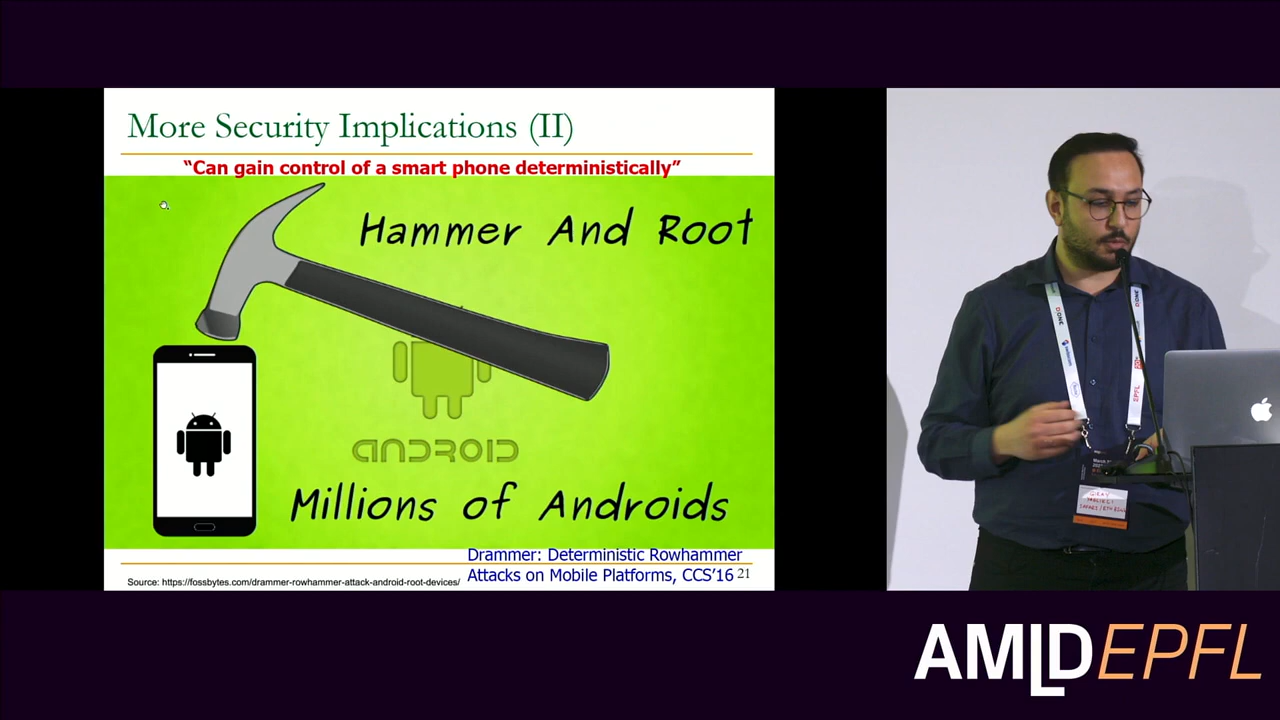 More Security Implications (II)
“Can gain control of a smart phone deterministically”
Hammer And Root
ANDROID
Millions of Androids
Drammer: Deterministic Rowhammer
Attacks on Mobile Platforms, CCS’16
21
Source: https://fossbytes.com/drammer-rowhammer-attack-android-root-devices/
EPFL
AMLDEPFL